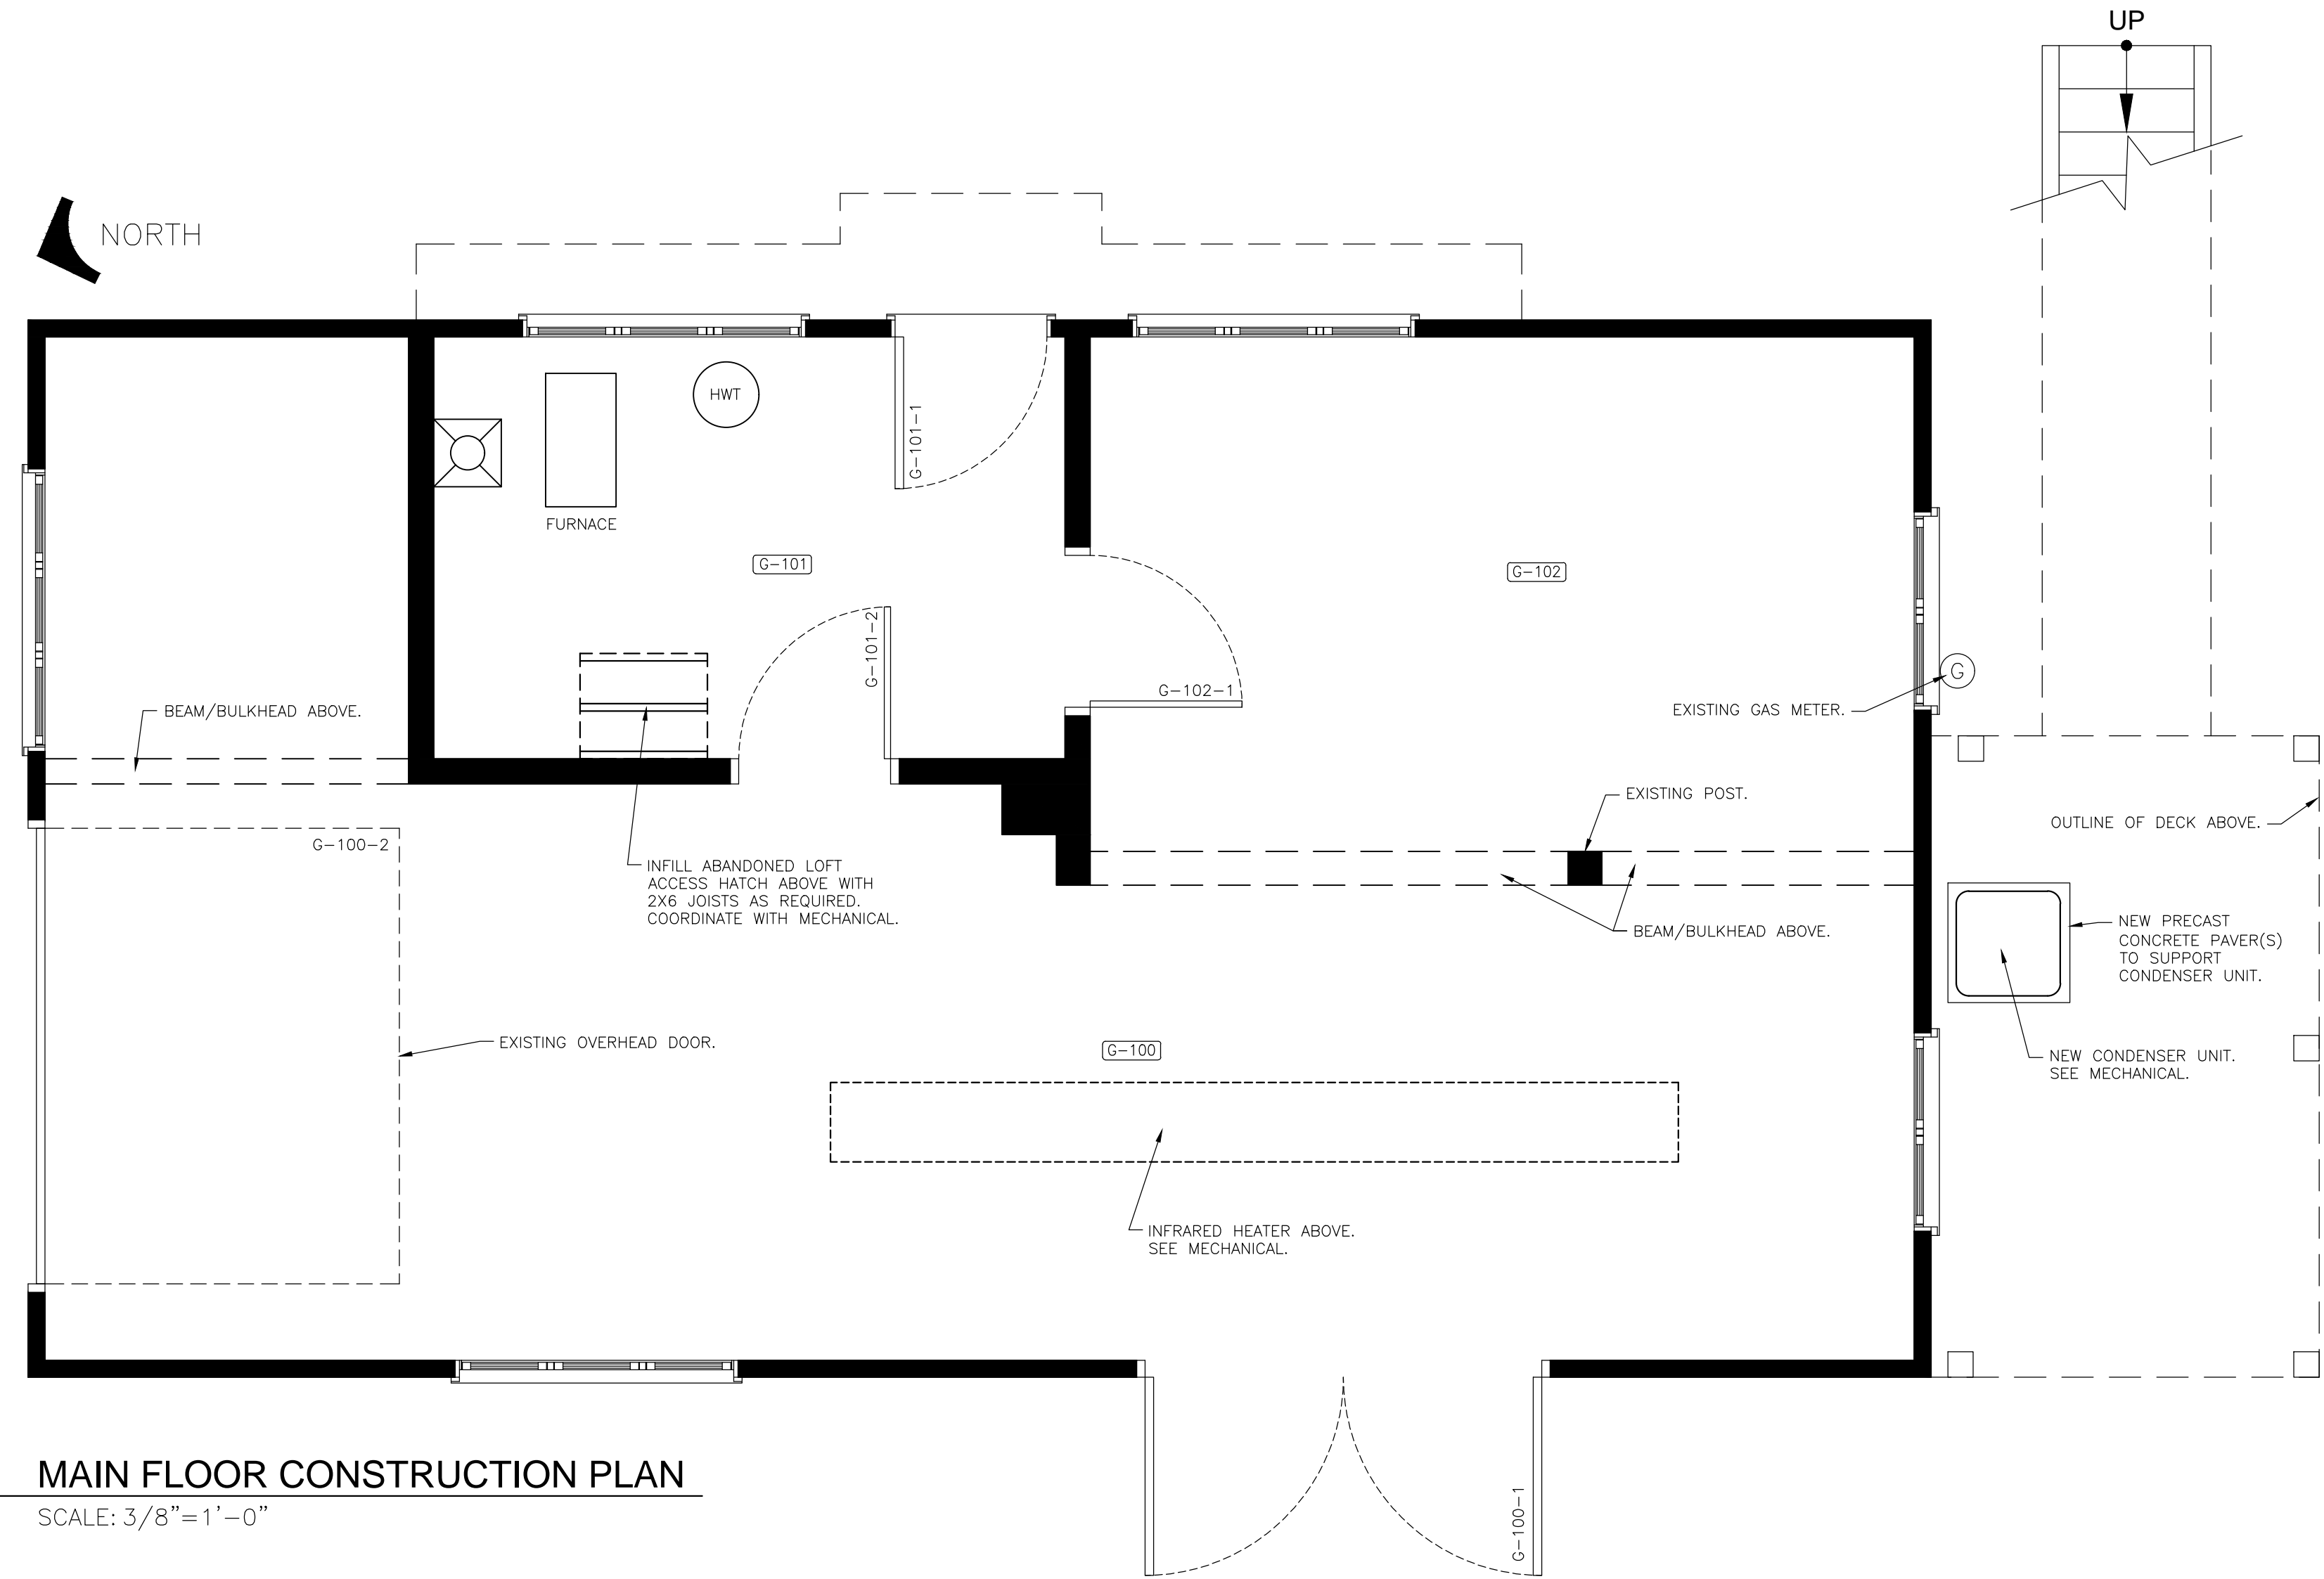 UP
NORTH
HWT
G-101-1
FURNACE
G-101
G-102
G-101-2
G-102-1
G
BEAM/BULKHEAD ABOVE.
EXISTING GAS METER.
EXISTING POST.
OUTLINE OF DECK ABOVE.
G-100-2
INFILL ABANDONED LOFT
ACCESS HATCH ABOVE WITH
2X6 JOISTS AS REQUIRED.
COORDINATE WITH MECHANICAL.
BEAM/BULKHEAD ABOVE.
NEW PRECAST
CONCRETE PAVER(S)
TO SUPPORT
CONDENSER UNIT.
EXISTING OVERHEAD DOOR.
G-100
NEW CONDENSER UNIT.
SEE MECHANICAL.
INFRARED HEATER ABOVE.
SEE MECHANICAL.
G-100-1
MAIN FLOOR CONSTRUCTION PLAN
SCALE: 3/8"=1'-0"